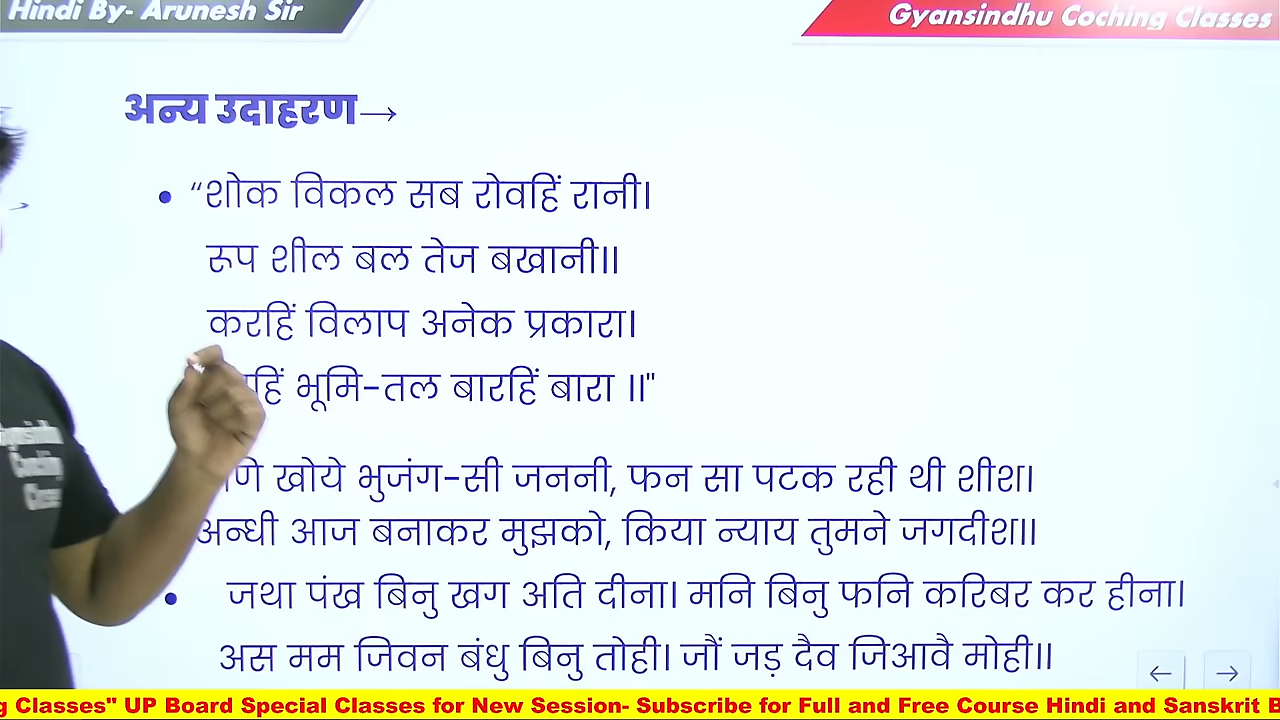 Hindi By- Arunesh Sir
Gyansindhu Coching Classes
अन्य उदाहरण→
• “शोक विकल सब रोवहिं रानी।
रूप शील बल तेज बखानी।।
करहिं विलाप अनेक प्रकारा।
भूमि-तल बारहिं बारा ।।"
खोये भुजंग-सी जननी, फन सा पटक रही थी शीश।
अन्धी आज बनाकर मुझको, किया न्याय तुमने जगदीश।।
• जथा पंख बिनु खग अति दीना। मनि बिनु फनि करिबर कर हीना।
अस मम जिवन बंधु बिनु तोही। जौं जड़ दैव जिआवै मोही।।
Classes" UP Board Special Classes for New Session- Subscribe for Full and Free Course Hindi and Sanskrit